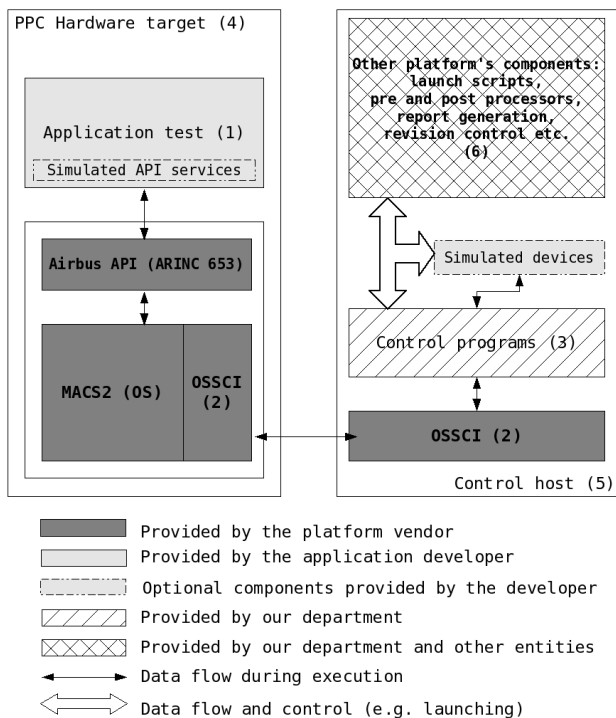 PPC Hardware target (4)
Application test (1)
Simulated API services
Airbus API (ARINC 653)
MACS2 (OS)
OSSCI
(2)
Other platform's components:
launch scripts,
pre and post processors,
report generation,
revision control etc.
(6)
Simulated devices
Control programs (3)
OSSCI (2)
Control host (5)
Provided by the platform vendor
Provided by the application developer
Optional components provided by the developer
Provided by our department
Provided by our department and other entities
Data flow during execution
Data flow and control (e.g. launching)